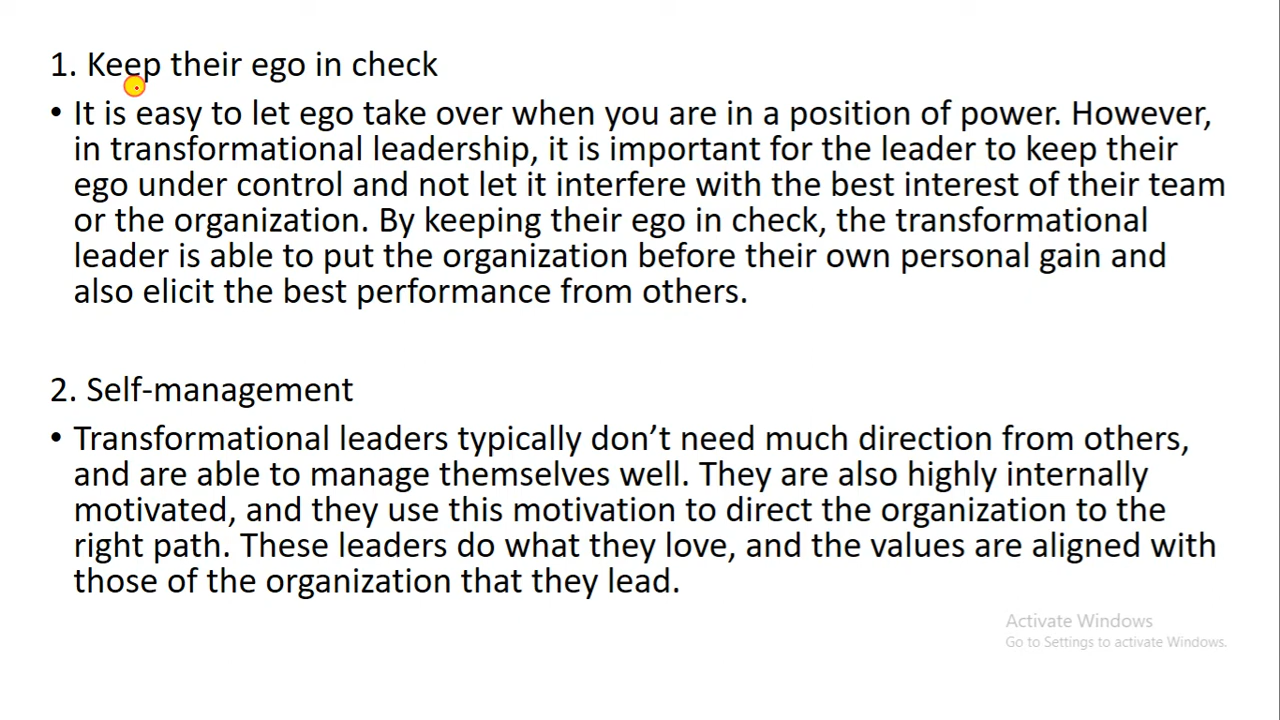 1. Keep their ego in check
• It is easy to let ego take over when you are in a position of power. However,
in transformational leadership, it is important for the leader to keep their
ego under control and not let it interfere with the best interest of their team
or the organization. By keeping their ego in check, the transformational
leader is able to put the organization before their own personal gain and
also elicit the best performance from others.
2. Self-management
• Transformational leaders typically don’t need much direction from others,
and are able to manage themselves well. They are also highly internally
motivated, and they use this motivation to direct the organization to the
right path. These leaders do what they love, and the values are aligned with
those of the organization that they lead.
Activate Windows
Go to Settings to activate Windows.